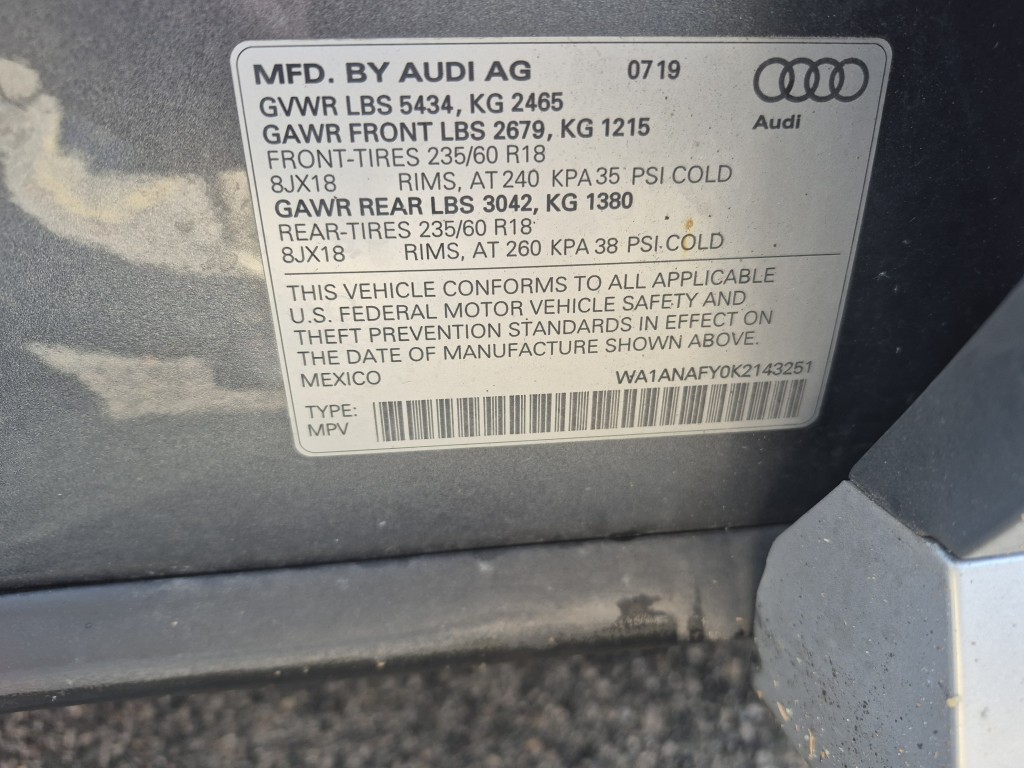 MFD. BY AUDI AG 0719
GVWR LBS 5434, KG 2465
Audi
GAWR FRONT LBS 2679, KG 1215
FRONT-TIRES 235/60 R18
8JX18 RIMS, AT 240 KPA 35 PSI COLD
GAWR REAR LBS 3042, KG 1380
REAR-TIRES 235/60 R18
8JX18 RIMS, AT 260 KPA 38 PSI COLD
THIS VEHICLE CONFORMS TO ALL APPLICABLE
U.S. FEDERAL MOTOR VEHICLE SAFETY AND
THEFT PREVENTION STANDARDS IN EFFECT ON
THE DATE OF MANUFACTURE SHOWN ABOVE.
MEXICO WA1ANAFY0K2143251
TYPE:
MPV